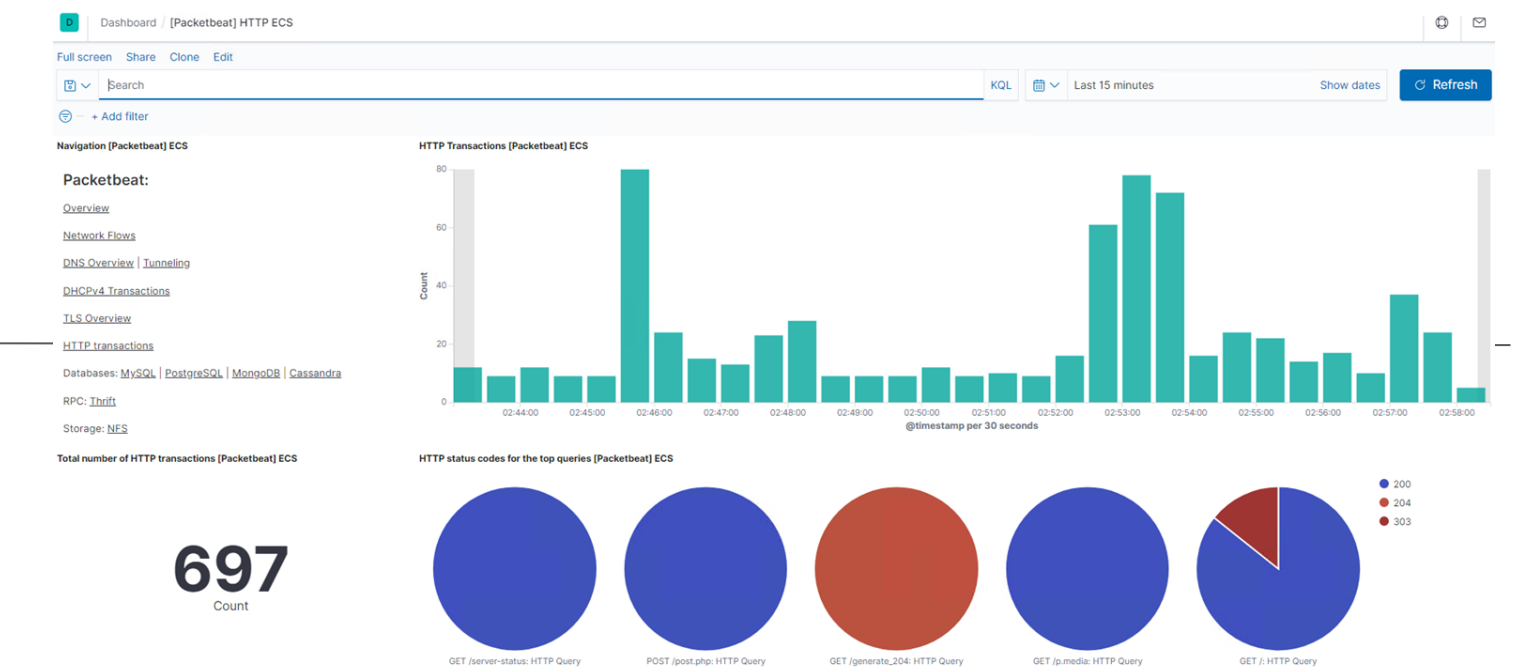 D Dashboard / [Packetbeat] HTTP ECS
Full screen Share Clone Edit
Search KQL Last 15 minutes Show dates Refresh
+ Add filter
Navigation [Packetbeat] ECS
Packetbeat:
Overview
Network Flows
DNS Overview | Tunneling
DHCPv4 Transactions
TLS Overview
HTTP transactions
Databases: MySQL | PostgreSQL | MongoDB | Cassandra
RPC: Thrift
Storage: NFS
HTTP Transactions [Packetbeat] ECS
80
60
40
20
0
Count
02:44:00 02:45:00 02:46:00 02:47:00 02:48:00 02:49:00 02:50:00 02:51:00 02:52:00 02:53:00 02:54:00 02:55:00 02:56:00 02:57:00 02:58:00
@timestamp per 30 seconds
Total number of HTTP transactions [Packetbeat] ECS
697
Count
HTTP status codes for the top queries [Packetbeat] ECS
200
204
303
GET /server-status: HTTP Query POST /post.php: HTTP Query GET /generate_204: HTTP Query GET /p.media: HTTP Query GET /: HTTP Query